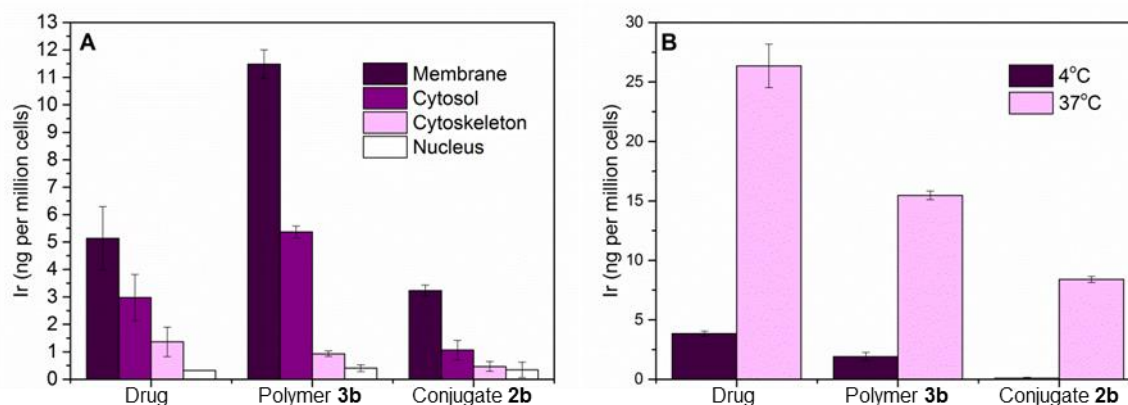 A
Ir (ng per million cells)
13
12
11
10
9
8
7
6
5
4
3
2
1
0
Membrane
Cytosol
Cytoskeleton
Nucleus
Drug Polymer 3b Conjugate 2b
B
Ir (ng per million cells)
30
25
20
15
10
5
0
4°C
37°C
Drug Polymer 3b Conjugate 2b